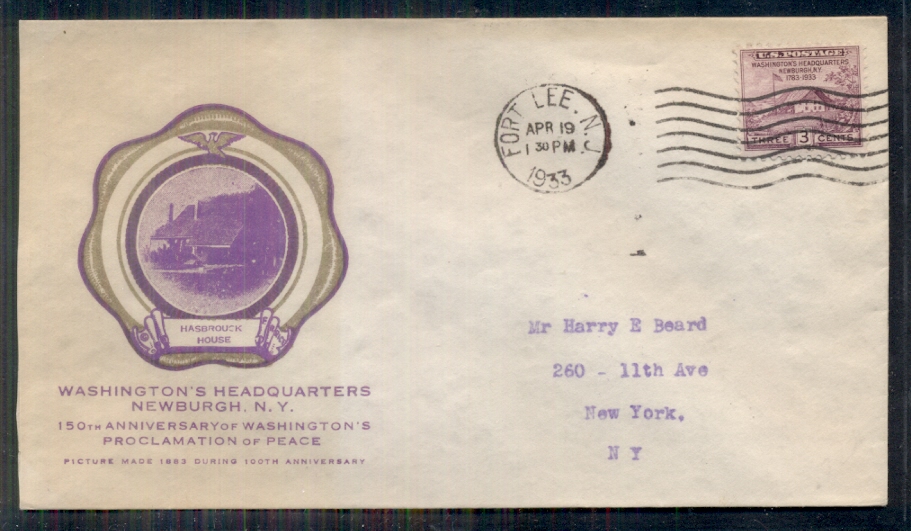 HASBROUCK
HOUSE
WASHINGTON'S HEADQUARTERS
NEWBURGH, N.Y.
150TH ANNIVERSARY OF WASHINGTON'S
PROCLAMATION OF PEACE
PICTURE MADE 1883 DURING 100TH ANNIVERSARY
FORT LEE. N.J.
APR 19
1 30 PM
1933
U.S. POSTAGE
WASHINGTON'S HEADQUARTERS
NEWBURGH, N.Y.
1783-1933
THREE 3 CENTS
Mr Harry E Beard
260 - 11th Ave
New York,
N Y